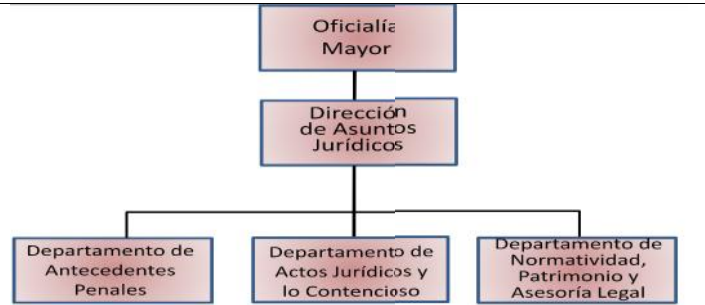 Oficialía
Mayor
Dirección
de Asuntos
Jurídicos
Departamento de
Antecedentes
Penales
Departamento de
Actos Jurídicos y
lo Contencioso
Departamento de
Normatividad,
Patrimonio y
Asesoría Legal